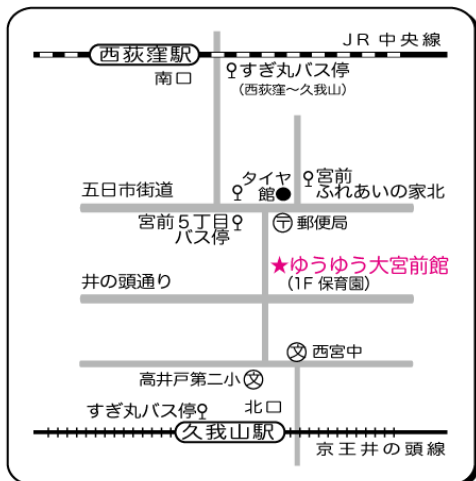 JR 中央線
西荻窪駅
南口
すぎ丸バス停
(西荻窪〜久我山)
タイヤ
館
宮前
ふれあいの家北
五日市街道
宮前5丁目
バス停
〒
郵便局
★ゆうゆう大宮前館
(1F 保育園)
井の頭通り
文
西宮中
高井戸第二小
文
すぎ丸バス停
北口
久我山駅
京王井の頭線